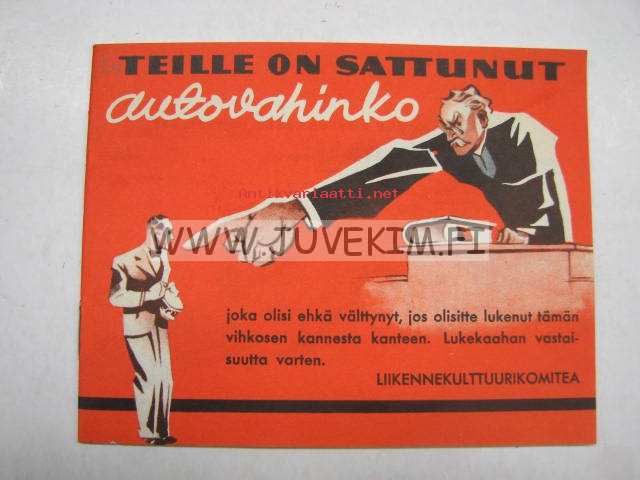 TEILLE ON SATTUNUT
autovahinko
Antikvariaatti.net
WWW.JUVEKIM.FI
joka olisi ehkä välttynyt, jos olisitte lukenut tämän
vihkosen kannesta kanteen. Lukekaahan vastai-
suutta varten.
LIIKENNEKULTTUURIKOMITEA